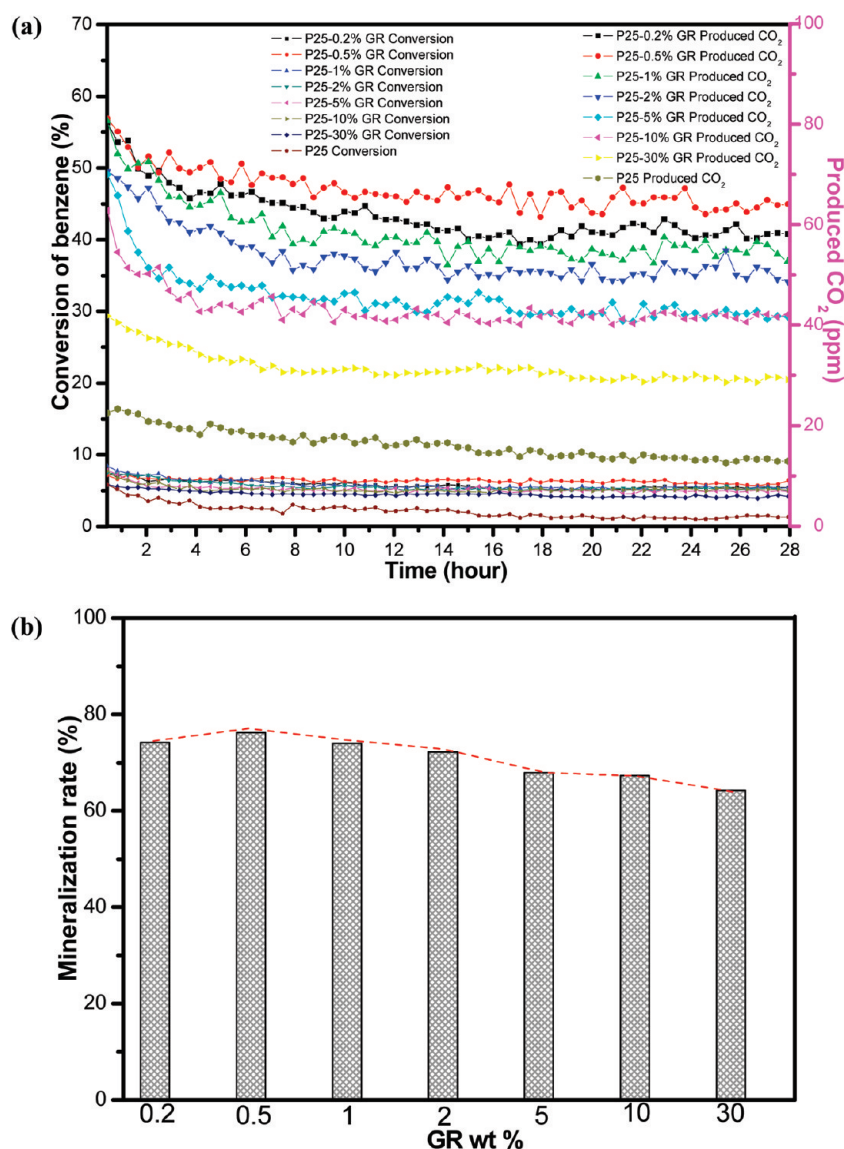 (a)
70
60
50
40
30
20
10
0
Conversion of benzene (%)
P25-0.2% GR Conversion
P25-0.5% GR Conversion
P25-1% GR Conversion
P25-2% GR Conversion
P25-5% GR Conversion
P25-10% GR Conversion
P25-30% GR Conversion
P25 Conversion
P25-0.2% GR Produced CO₂
P25-0.5% GR Produced CO₂
P25-1% GR Produced CO₂
P25-2% GR Produced CO₂
P25-5% GR Produced CO₂
P25-10% GR Produced CO₂
P25-30% GR Produced CO₂
P25 Produced CO₂
100
80
60
40
20
0
Produced CO₂ (ppm)
2 4 6 8 10 12 14 16 18 20 22 24 26 28
Time (hour)
(b)
100
80
60
40
20
0
Mineralization rate (%)
0.2 0.5 1 2 5 10 30
GR wt %